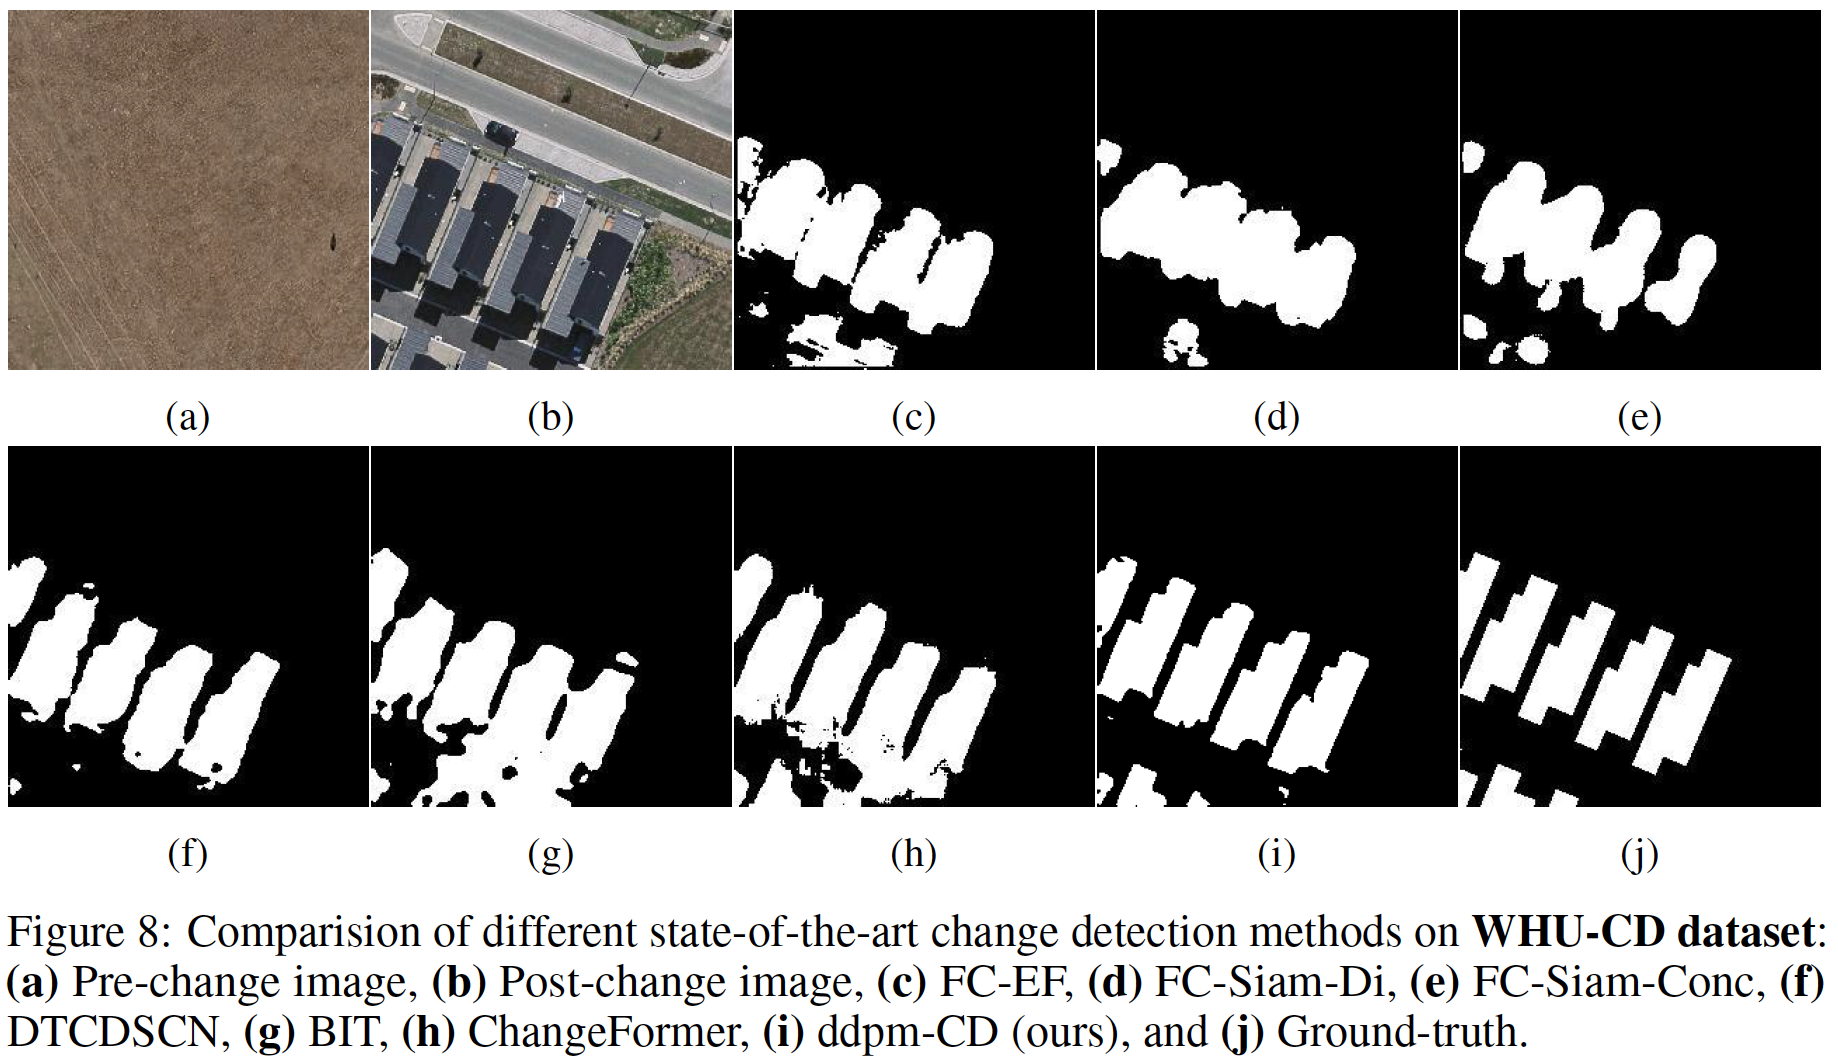 (a) (b) (c) (d) (e)
(f) (g) (h) (i) (j)
Figure 8: Comparision of different state-of-the-art change detection methods on WHU-CD dataset:
(a) Pre-change image, (b) Post-change image, (c) FC-EF, (d) FC-Siam-Di, (e) FC-Siam-Conc, (f)
DTCDSCN, (g) BIT, (h) ChangeFormer, (i) ddpm-CD (ours), and (j) Ground-truth.